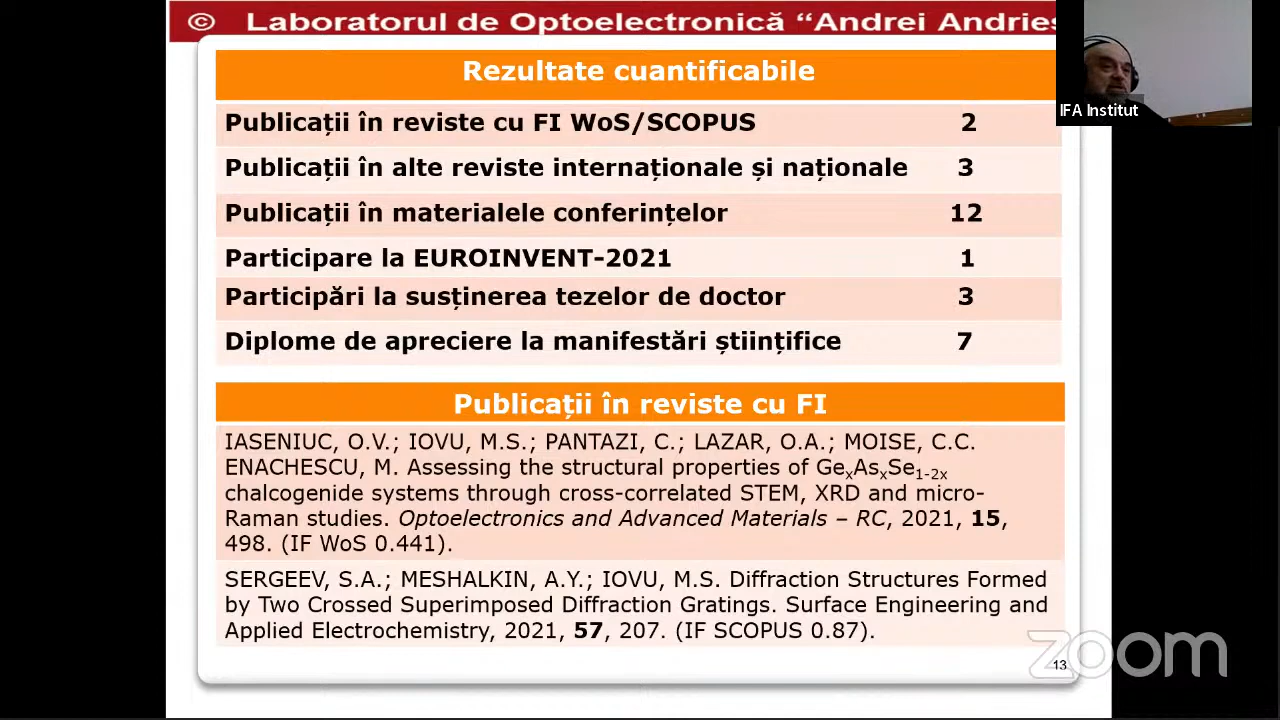 © Laboratorul de Optoelectronică “Andrei Andries
IFA Institut
Rezultate cuantificabile
Publicații în reviste cu FI WoS/SCOPUS 2
Publicații în alte reviste internaționale și naționale 3
Publicații în materialele conferințelor 12
Participare la EUROINVENT-2021 1
Participări la susținerea tezelor de doctor 3
Diplome de apreciere la manifestări științifice 7
Publicații în reviste cu FI
IASENIUC, O.V.; IOVU, M.S.; PANTAZI, C.; LAZAR, O.A.; MOISE, C.C.
ENACHESCU, M. Assessing the structural properties of GeₓAsₓSe₁₋₂ₓ
chalcogenide systems through cross-correlated STEM, XRD and micro-
Raman studies. Optoelectronics and Advanced Materials – RC, 2021, 15,
498. (IF WoS 0.441).
SERGEEV, S.A.; MESHALKIN, A.Y.; IOVU, M.S. Diffraction Structures Formed
by Two Crossed Superimposed Diffraction Gratings. Surface Engineering and
Applied Electrochemistry, 2021, 57, 207. (IF SCOPUS 0.87).
zoom
13